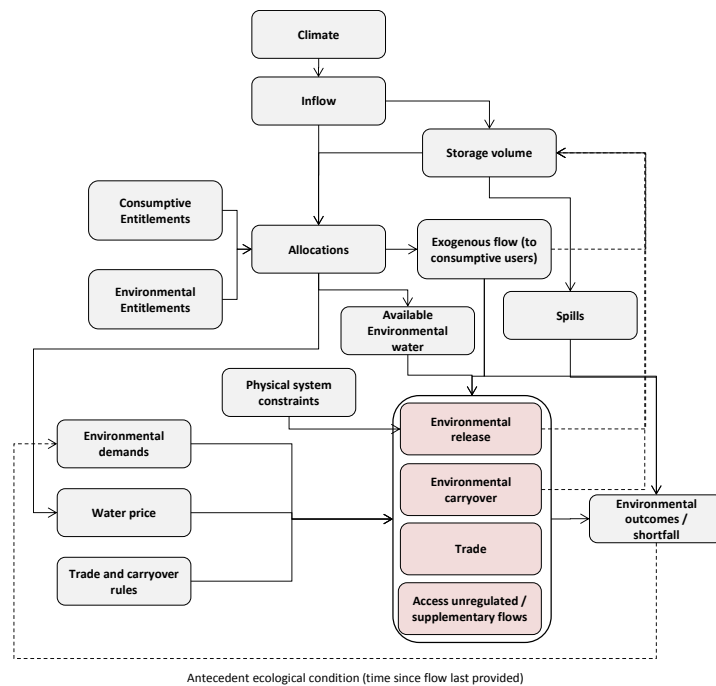 Climate
Inflow
Storage volume
Consumptive
Entitlements
Allocations
Exogenous flow (to
consumptive users)
Environmental
Entitlements
Available
Environmental
water
Spills
Physical system
constraints
Environmental
demands
Environmental
release
Environmental
carryover
Water price
Environmental
outcomes /
shortfall
Trade
Trade and carryover
rules
Access unregulated /
supplementary flows
Antecedent ecological condition (time since flow last provided)